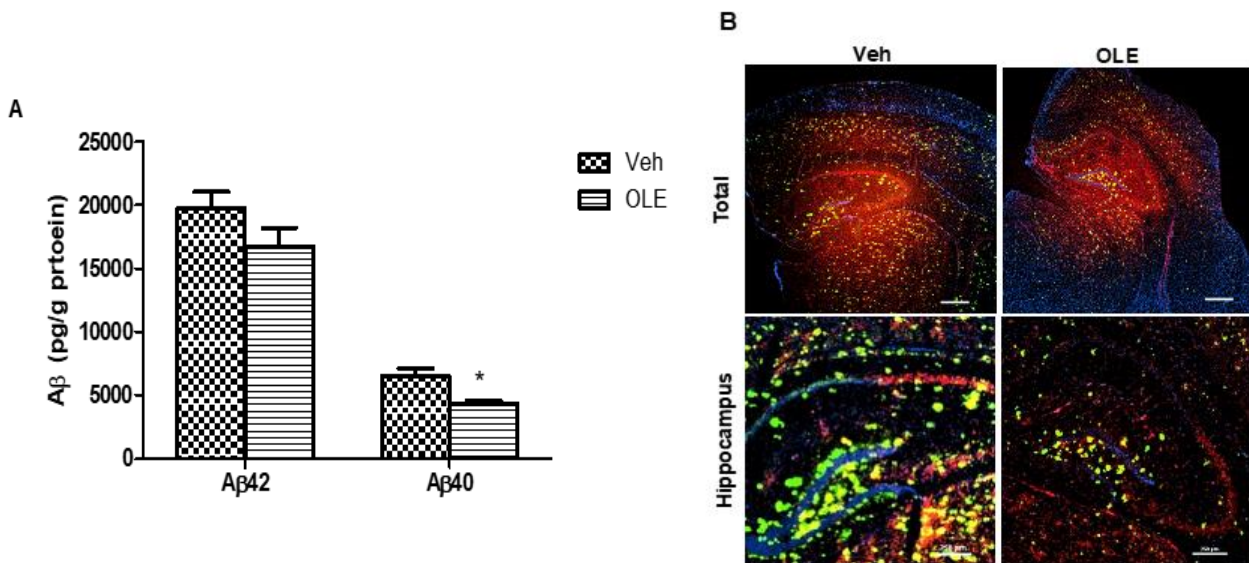 B
Veh OLE
A
25000
20000
15000
10000
5000
0
Aβ (pg/g prtoein)
Aβ42 Aβ40
*
Veh
OLE
Total
Hippocampus